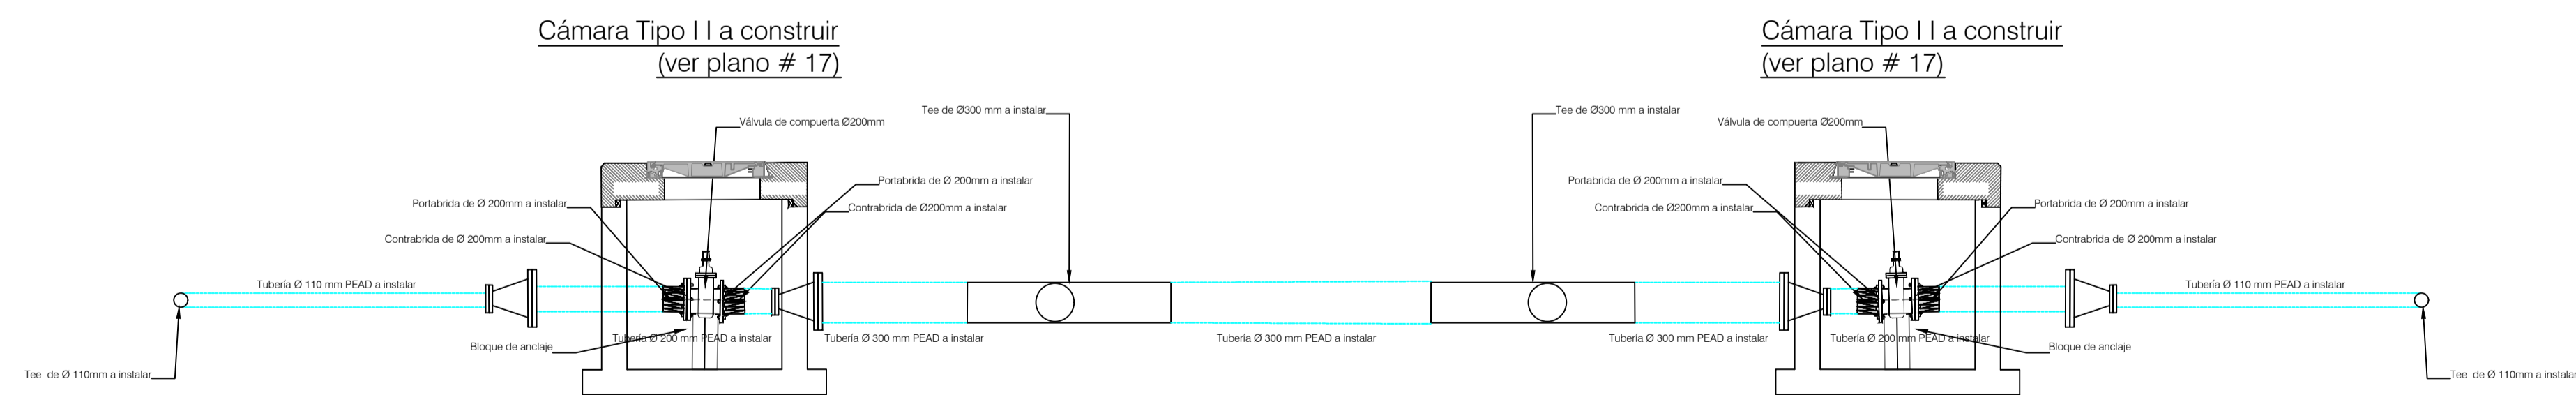 Cámara Tipo I I a construir
(ver plano # 17)
Cámara Tipo I I a construir
(ver plano # 17)
Tee de Ø300 mm a instalar
Tee de Ø300 mm a instalar
Válvula de compuerta Ø200mm
Válvula de compuerta Ø200mm
Portabrida de Ø 200mm a instalar
Portabrida de Ø 200mm a instalar
Portabrida de Ø 200mm a instalar
Contrabrida de Ø200mm a instalar
Contrabrida de Ø200mm a instalar
Portabrida de Ø 200mm a instalar
Contrabrida de Ø 200mm a instalar
Contrabrida de Ø 200mm a instalar
Tubería Ø 110 mm PEAD a instalar
Tubería Ø 110 mm PEAD a instalar
Tubería Ø 200 mm PEAD a instalar
Tubería Ø 300 mm PEAD a instalar
Tubería Ø 300 mm PEAD a instalar
Tubería Ø 300 mm PEAD a instalar
Tubería Ø 200 mm PEAD a instalar
Bloque de anclaje
Bloque de anclaje
Tee de Ø 110mm a instalar
Tee de Ø 110mm a instalar